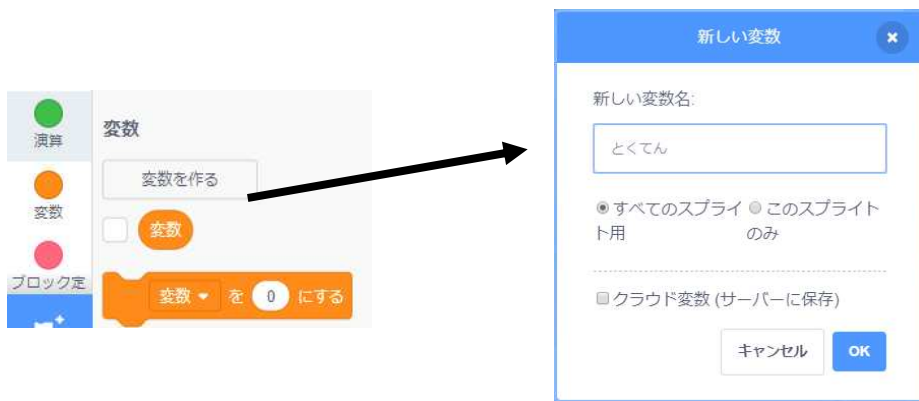 演算
変数
ブロック定
変数
変数を作る
変数
変数 を 0 にする
新しい変数
新しい変数名:
とくてん
すべてのスプライ
ト用
このスプライト
のみ
クラウド変数 (サーバーに保存)
キャンセル
OK